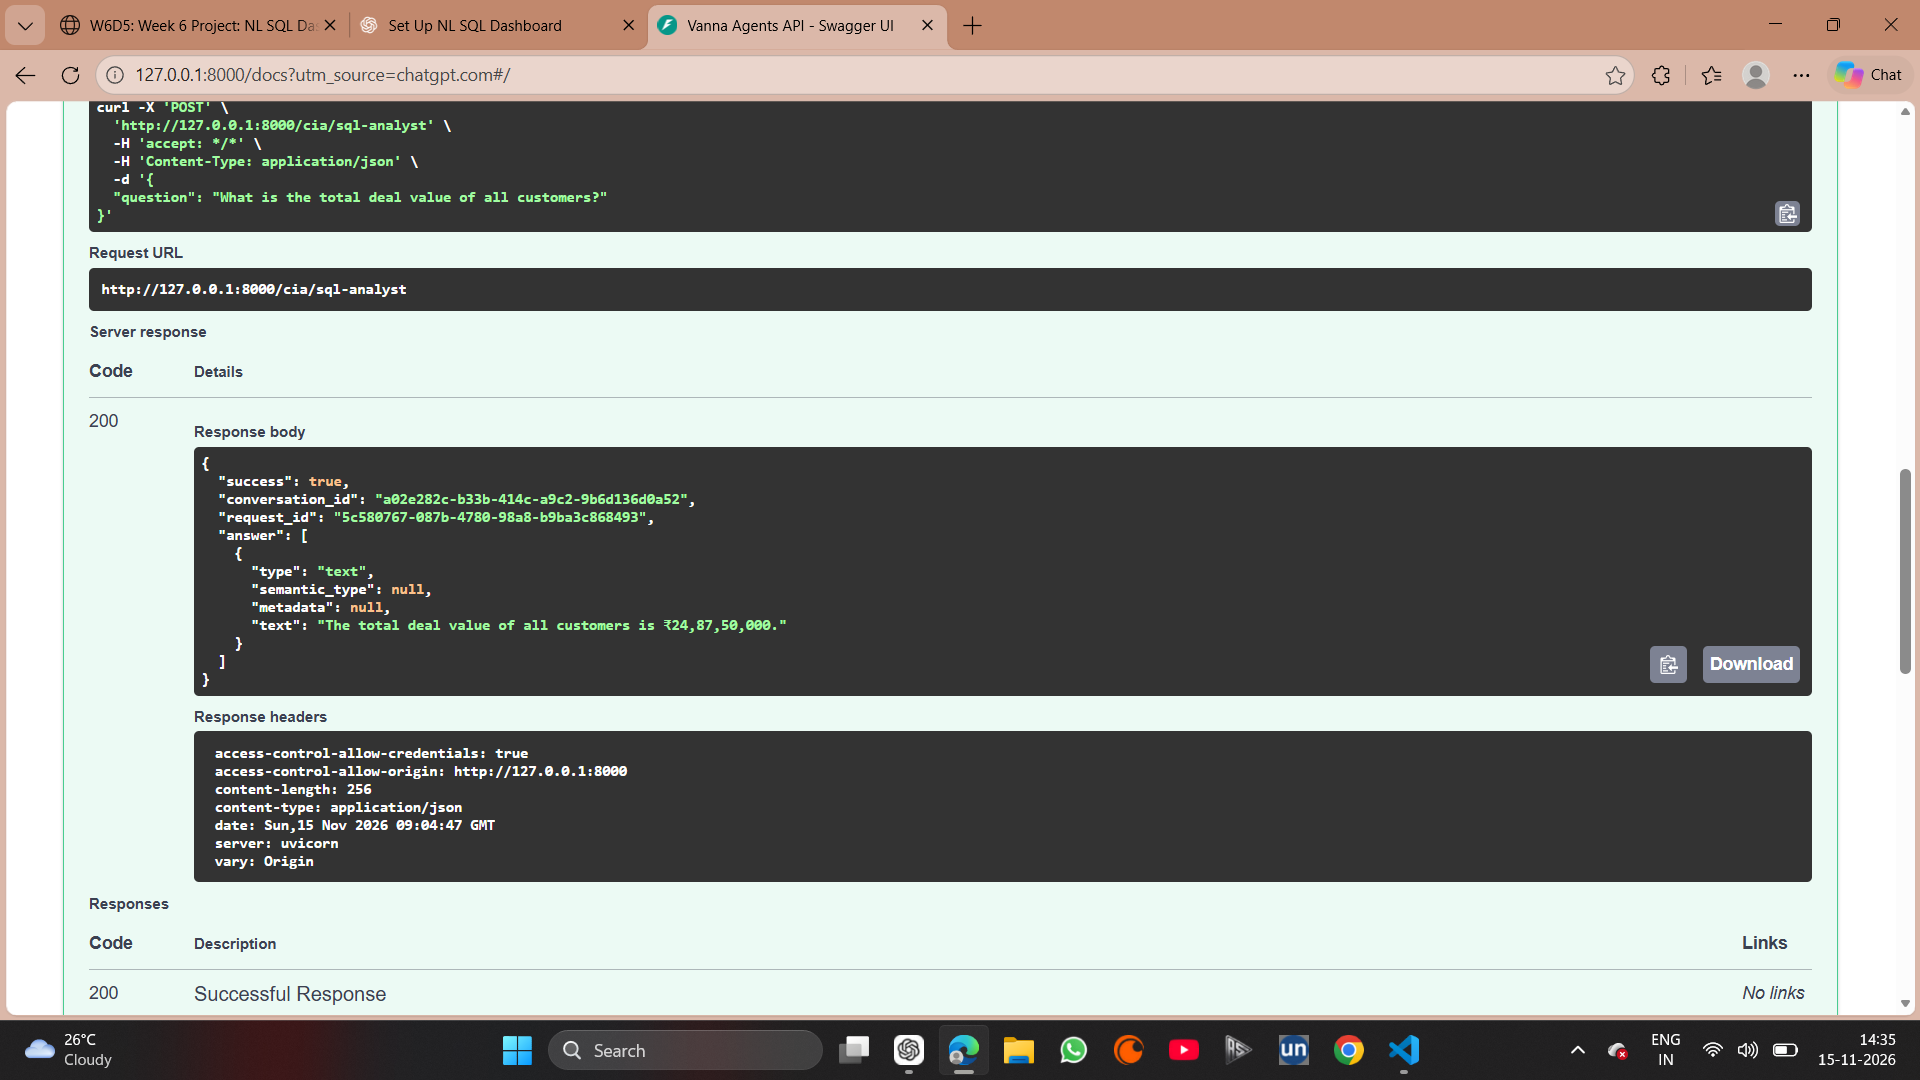 W6D5: Week 6 Project: NL SQL Da
Set Up NL SQL Dashboard
Vanna Agents API - Swagger UI
127.0.0.1:8000/docs?utm_source=chatgpt.com#/
Chat
curl -X 'POST' \
'http://127.0.0.1:8000/cia/sql-analyst' \
-H 'accept: */*' \
-H 'Content-Type: application/json' \
-d '{
"question": "What is the total deal value of all customers?"
}'
Request URL
http://127.0.0.1:8000/cia/sql-analyst
Server response
Code Details
200
Response body
{
"success": true,
"conversation_id": "a02e282c-b33b-414c-a9c2-9b6d136d0a52",
"request_id": "5c580767-087b-4780-98a8-b9ba3c868493",
"answer": [
{
"type": "text",
"semantic_type": null,
"metadata": null,
"text": "The total deal value of all customers is ₹24,87,50,000."
}
]
}
Download
Response headers
access-control-allow-credentials: true
access-control-allow-origin: http://127.0.0.1:8000
content-length: 256
content-type: application/json
date: Sun,15 Nov 2026 09:04:47 GMT
server: uvicorn
vary: Origin
Responses
Code Description Links
200 Successful Response No links
26°C
Cloudy
Search
un
ENG
IN
14:35
15-11-2026